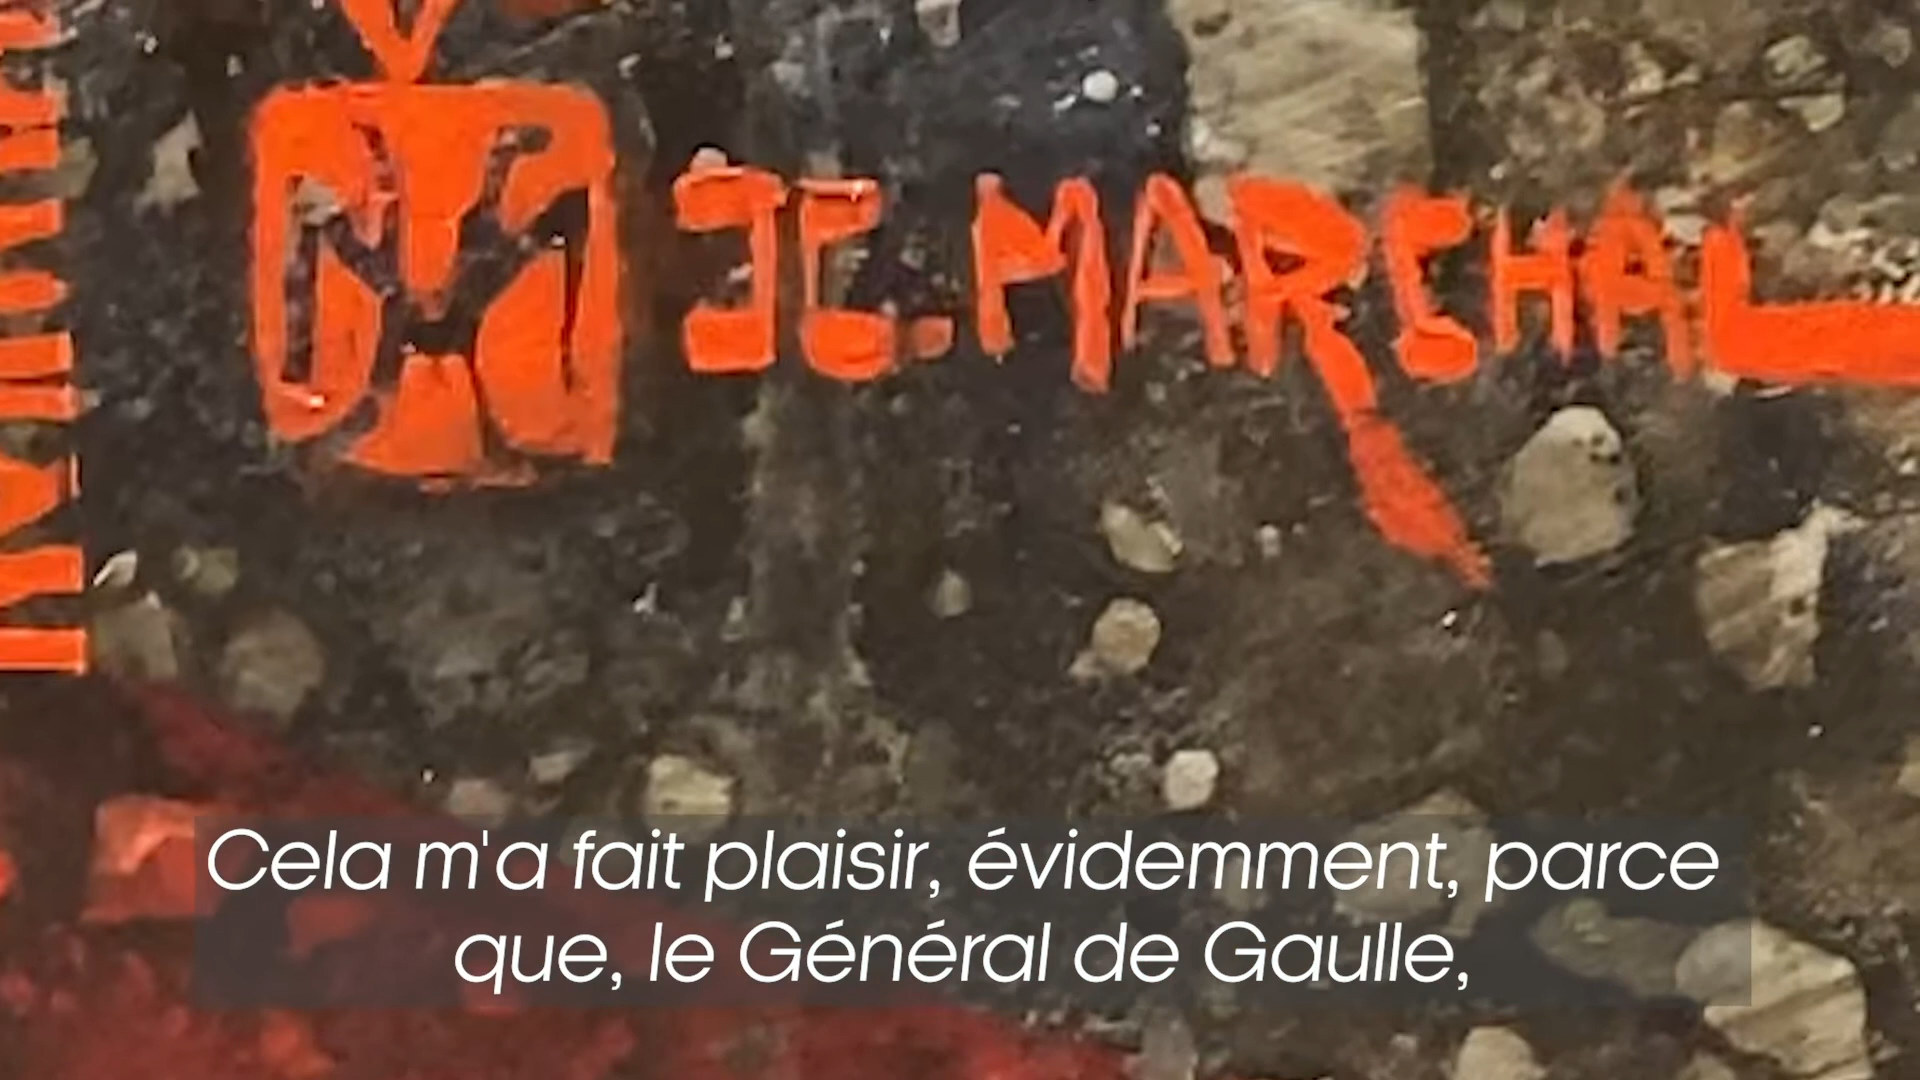 JC. MARCHAL
Cela m'a fait plaisir, évidemment, parce
que, le Général de Gaulle,